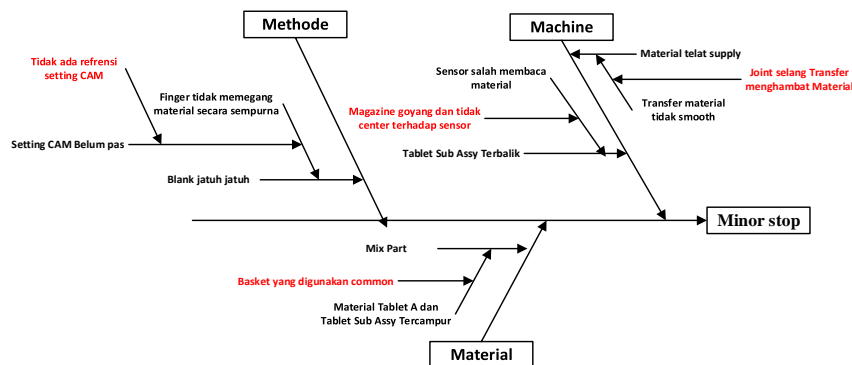 Methode
Machine
Tidak ada refrensi
setting CAM
Material telat supply
Sensor salah membaca
material
Joint selang Transfer
menghambat Material
Finger tidak memegang
material secara sempurna
Magazine goyang dan tidak
center terhadap sensor
Transfer material
tidak smooth
Setting CAM Belum pas
Tablet Sub Assy Terbalik
Blank jatuh jatuh
Minor stop
Mix Part
Basket yang digunakan common
Material Tablet A dan
Tablet Sub Assy Tercampur
Material